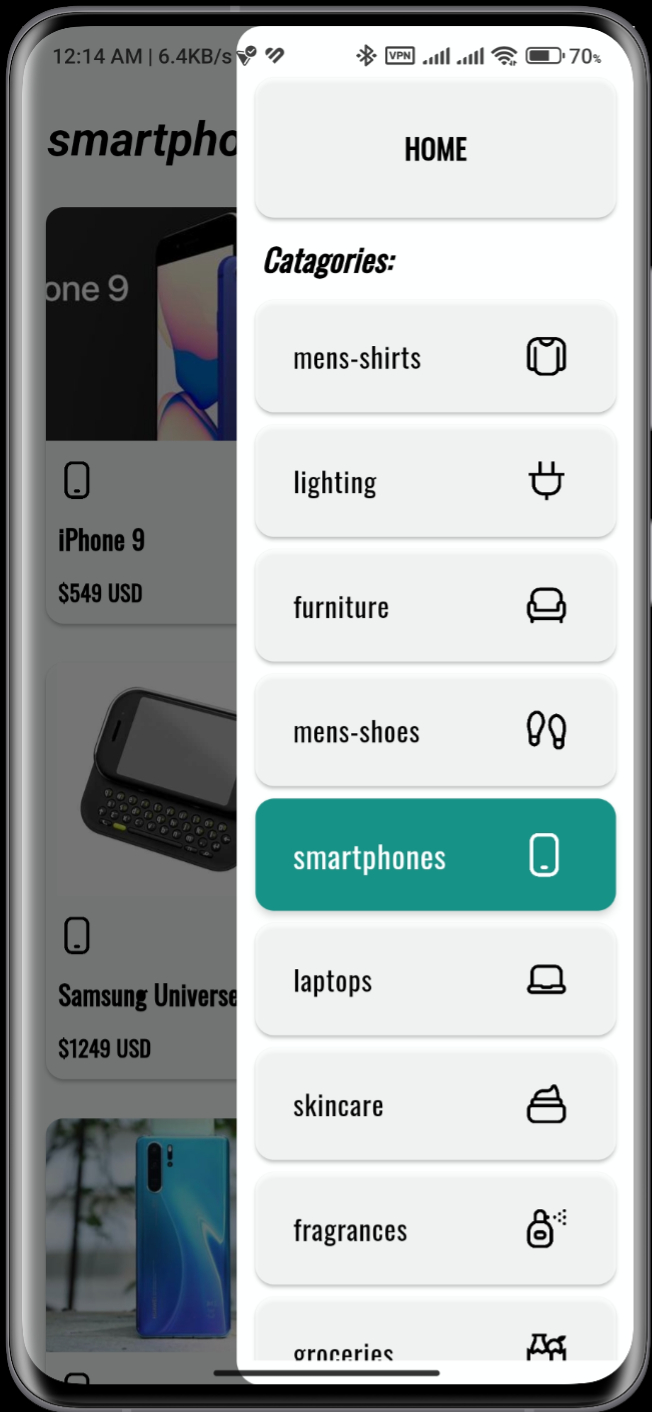 12:14 AM | 6.4KB/s
VPN
70%
smartpho
one 9
iPhone 9
$549 USD
Samsung Universe
$1249 USD
HOME
Catagories:
mens-shirts
lighting
furniture
mens-shoes
smartphones
laptops
skincare
fragrances
groceries